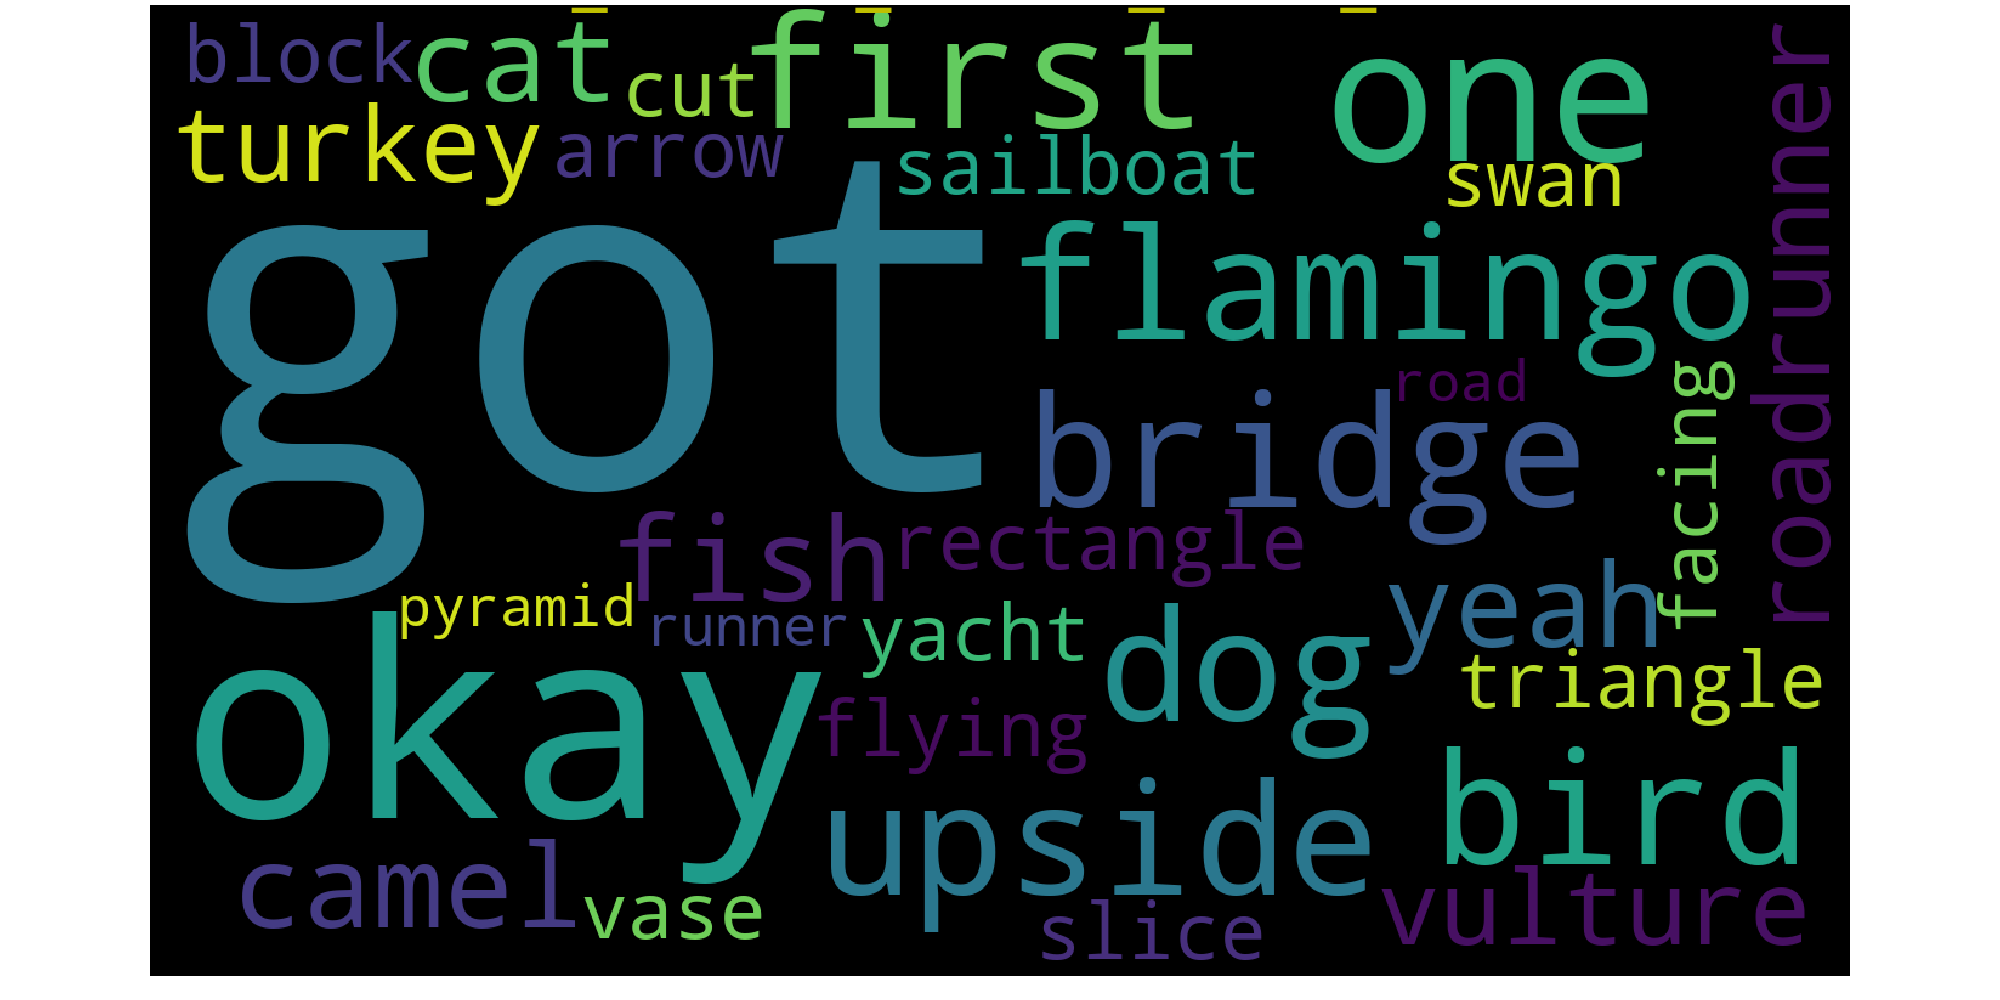 block
cat
cut
first
one
roadrunner
turkey
arrow
sailboat
swan
got
flamingo
road
bridge
facing
fish
rectangle
pyramid
runner
yacht
dog
yeah
triangle
okay
flying
upside
bird
camel
vase
slice
vulture